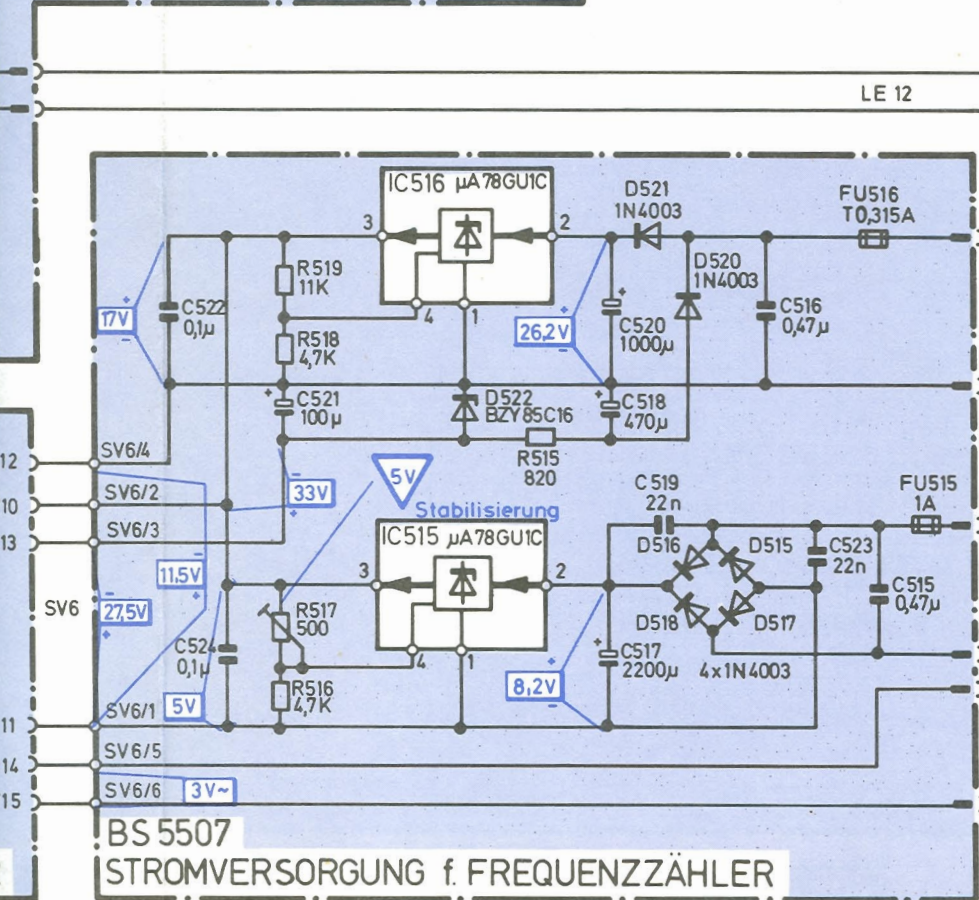 LE 12
IC516 µA78GU1C
D521
1N4003
FU516
T0,315A
3
2
D520
1N4003
R519
11K
4
1
17V
+
−
C522
0,1µ
R518
4,7K
26,2V
+
−
+
C520
1000µ
C516
0,47µ
+
C521
100µ
D522
BZY85C16
+
C518
470µ
R515
820
12
SV6/4
10
SV6/2
13
SV6/3
33V
−
+
5V
Stabilisierung
C519
22n
FU515
1A
IC515 µA78GU1C
D516
D515
C523
22n
3
2
11,5V
−
+
SV6
27,5V
−
+
R517
500
C515
0,47µ
D518
D517
C524
0,1µ
4
1
+
C517
2200µ
4x1N4003
R516
4,7K
8,2V
+
−
5V
11
SV6/1
14
SV6/5
15
SV6/6
3V~
BS 5507
STROMVERSORGUNG f. FREQUENZZÄHLER